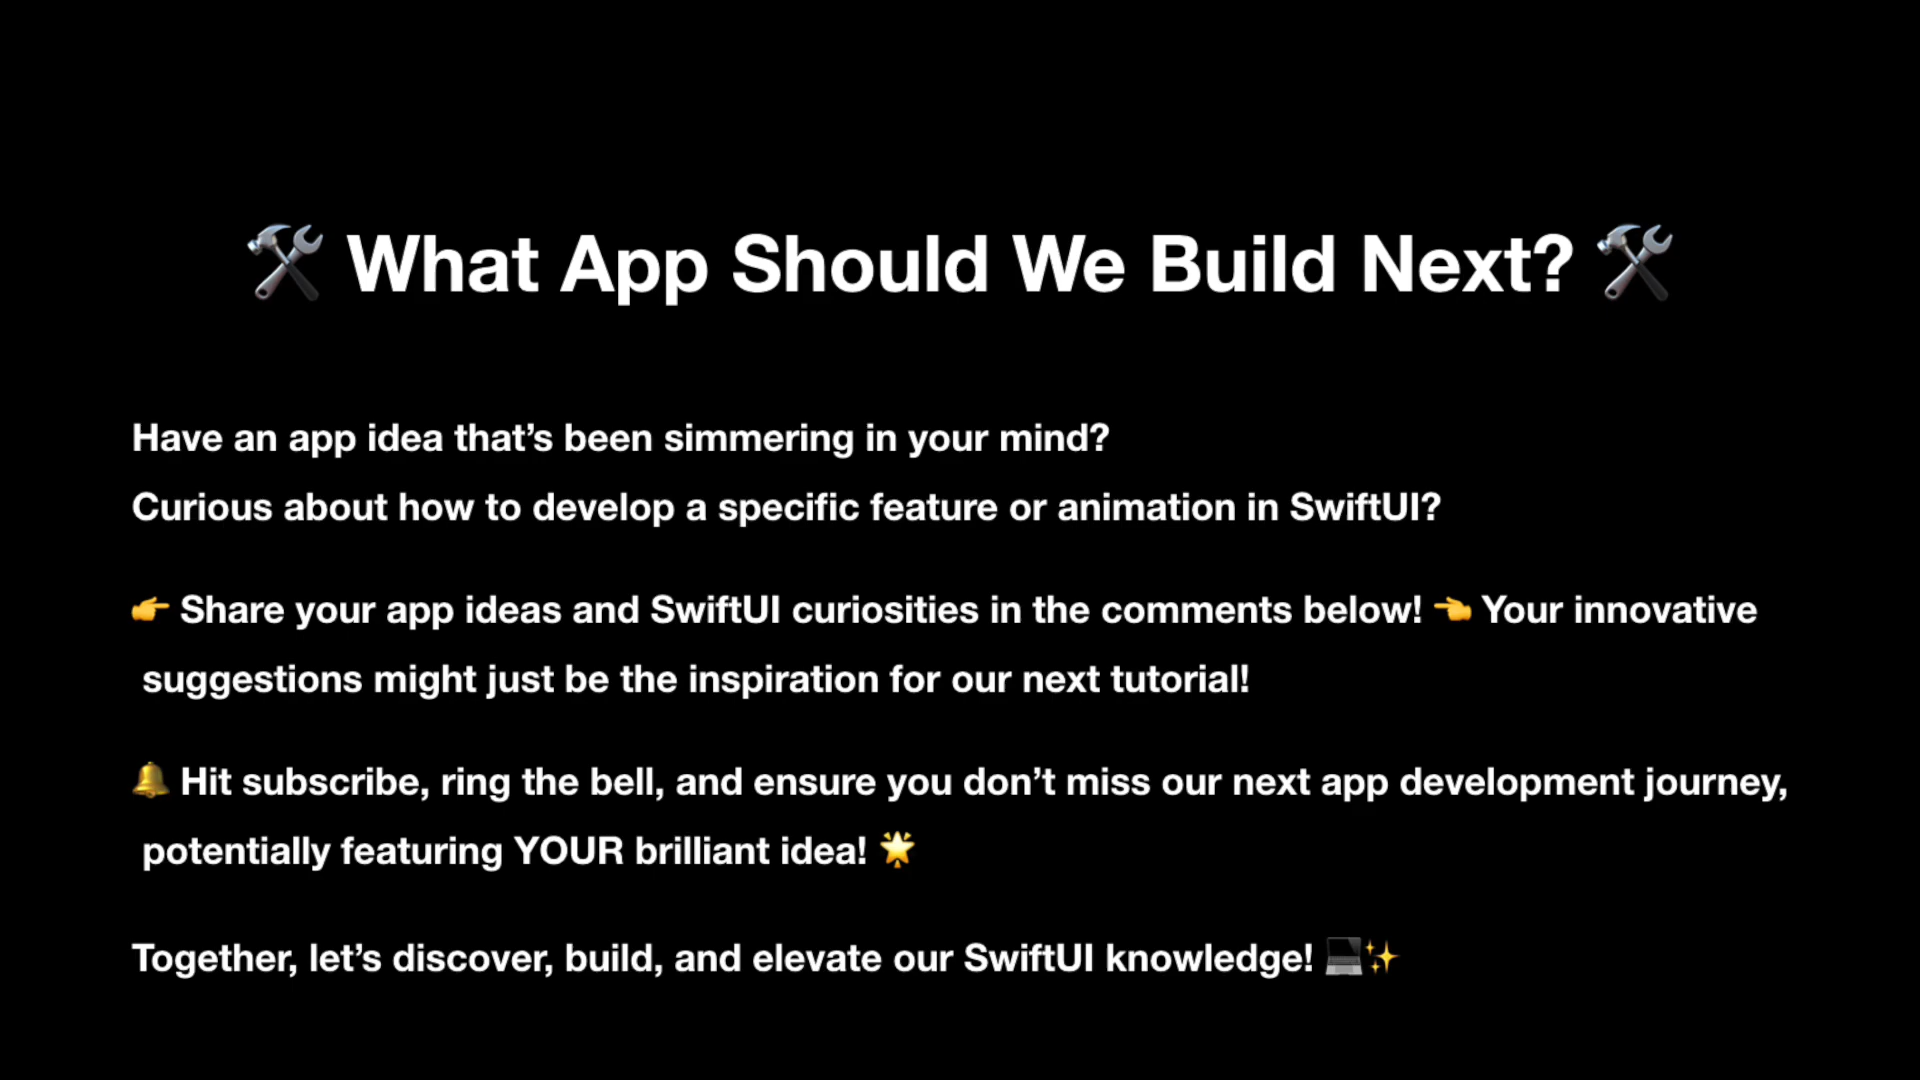 🛠️ What App Should We Build Next? 🛠️
Have an app idea that’s been simmering in your mind?
Curious about how to develop a specific feature or animation in SwiftUI?
👉 Share your app ideas and SwiftUI curiosities in the comments below! 👈 Your innovative
suggestions might just be the inspiration for our next tutorial!
🔔 Hit subscribe, ring the bell, and ensure you don’t miss our next app development journey,
potentially featuring YOUR brilliant idea! 🌟
Together, let’s discover, build, and elevate our SwiftUI knowledge! 💻✨